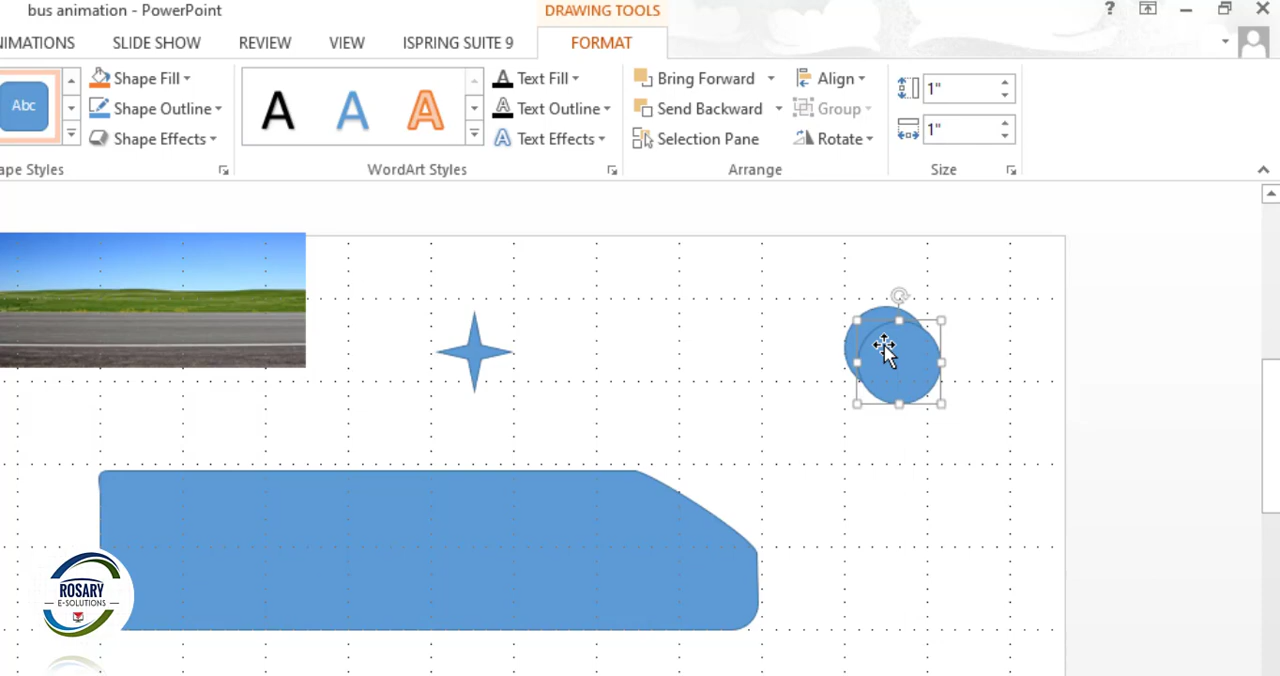 bus animation - PowerPoint
DRAWING TOOLS
?
NIMATIONS
SLIDE SHOW
REVIEW
VIEW
ISPRING SUITE 9
FORMAT
Abc
Shape Fill
Shape Outline
Shape Effects
A A A
Text Fill
Text Outline
Text Effects
Bring Forward
Send Backward
Selection Pane
Align
Group
Rotate
1"
1"
ape Styles
WordArt Styles
Arrange
Size
ROSARY
E-SOLUTIONS